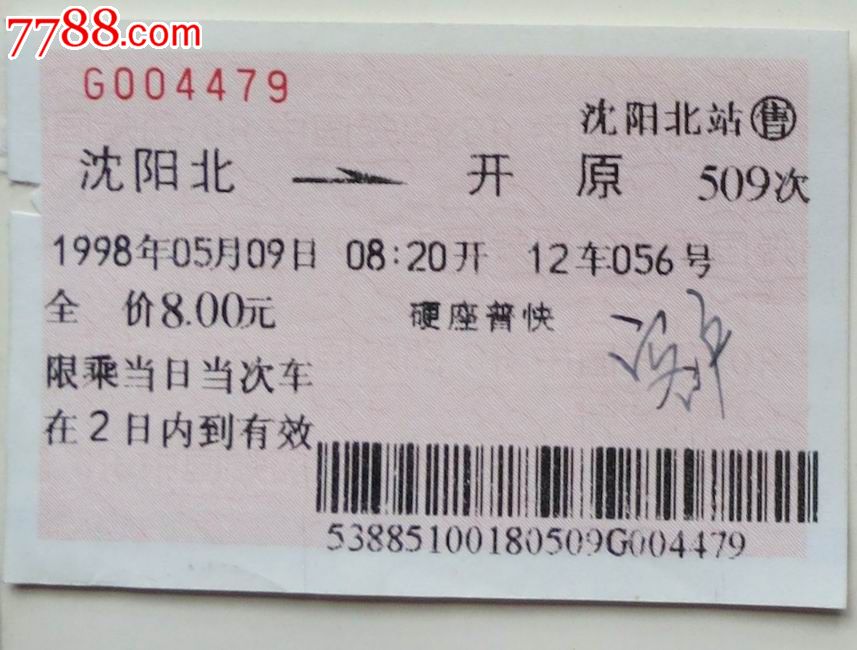 7788.com
G004479
沈阳北站 售
沈阳北 → 开原 509次
1998年05月09日 08:20开 12车056号
全 价8.00元 硬座普快
限乘当日当次车
在2日内到有效
53885100180509G004479